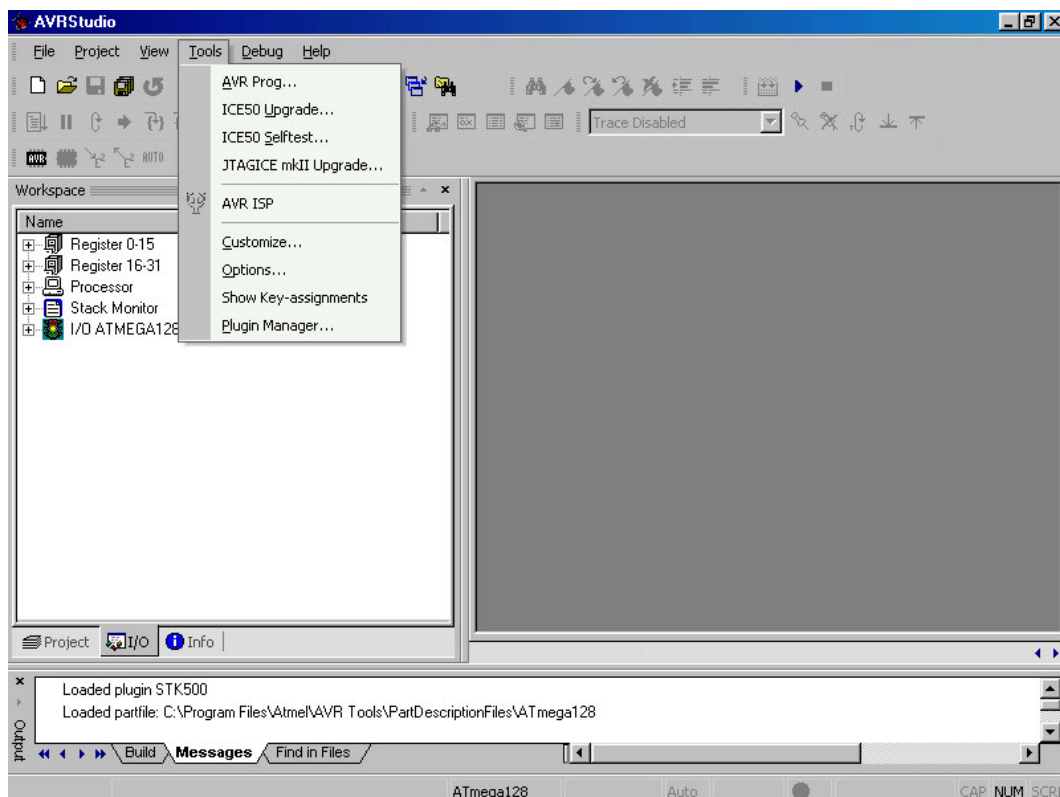 AVRStudio
File Project View Tools Debug Help
AVR Prog...
ICE50 Upgrade...
ICE50 Selftest...
JTAGICE mkII Upgrade...
AVR ISP
Customize...
Options...
Show Key-assignments
Plugin Manager...
Trace Disabled
AVR AUTO
Workspace
Name
Register 0-15
Register 16-31
Processor
Stack Monitor
I/O ATMEGA128
Project I/O Info
Output
Loaded plugin STK500
Loaded partfile: C:\Program Files\Atmel\AVR Tools\PartDescriptionFiles\ATmega128
Build Messages Find in Files
ATmega128 Auto CAP NUM SCRL